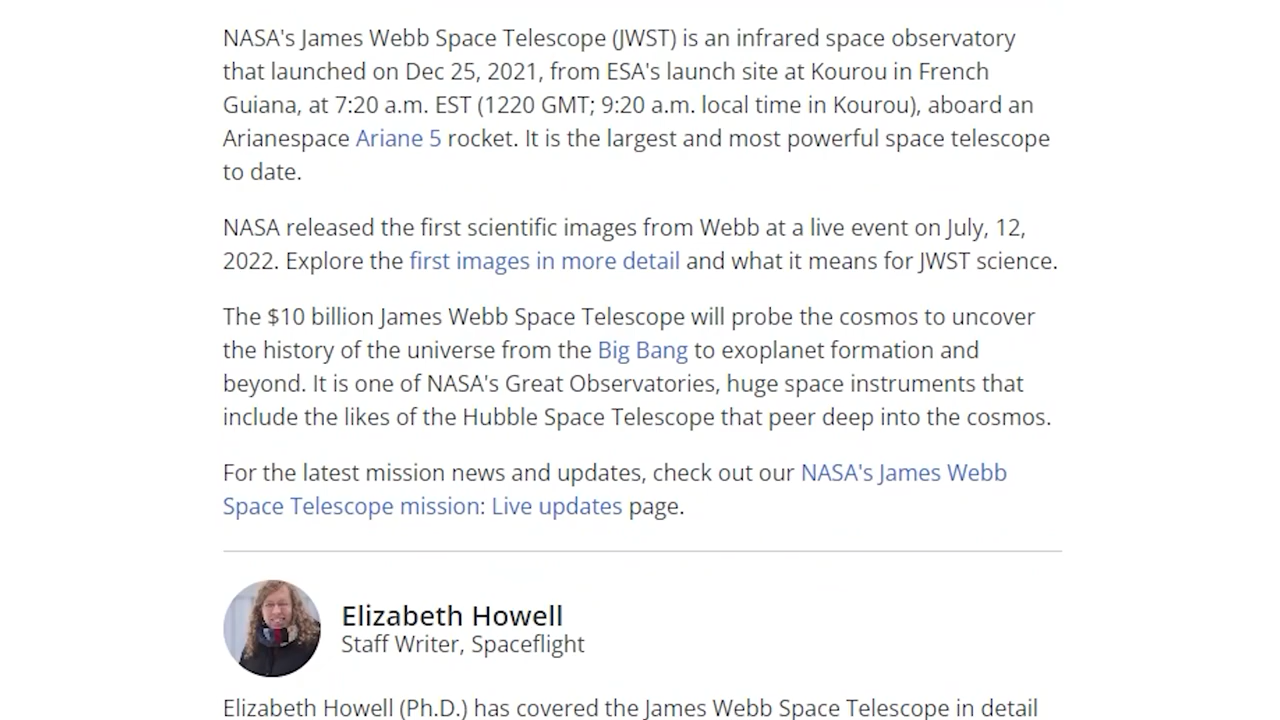 NASA's James Webb Space Telescope (JWST) is an infrared space observatory
that launched on Dec 25, 2021, from ESA's launch site at Kourou in French
Guiana, at 7:20 a.m. EST (1220 GMT; 9:20 a.m. local time in Kourou), aboard an
Arianespace Ariane 5 rocket. It is the largest and most powerful space telescope
to date.
NASA released the first scientific images from Webb at a live event on July, 12,
2022. Explore the first images in more detail and what it means for JWST science.
The $10 billion James Webb Space Telescope will probe the cosmos to uncover
the history of the universe from the Big Bang to exoplanet formation and
beyond. It is one of NASA's Great Observatories, huge space instruments that
include the likes of the Hubble Space Telescope that peer deep into the cosmos.
For the latest mission news and updates, check out our NASA's James Webb
Space Telescope mission: Live updates page.
Elizabeth Howell
Staff Writer, Spaceflight
Elizabeth Howell (Ph.D.) has covered the James Webb Space Telescope in detail